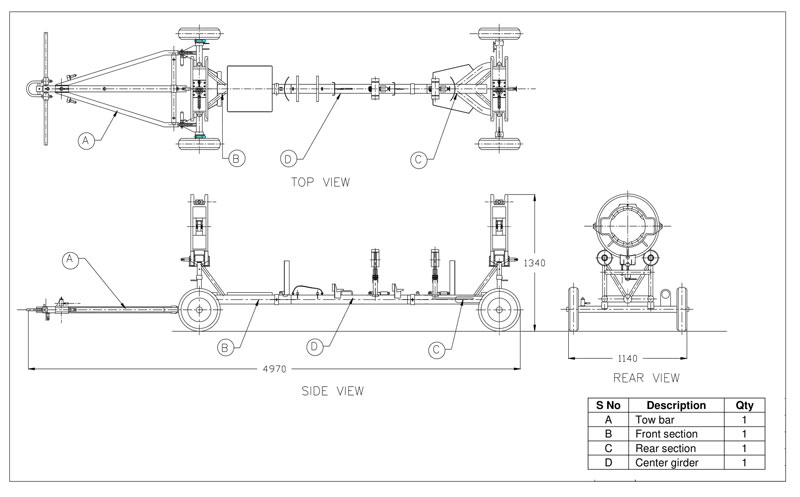 A
B
D
C
TOP VIEW
A
1340
B
D
C
4970
1140
SIDE VIEW
REAR VIEW
S No Description Qty
A Tow bar 1
B Front section 1
C Rear section 1
D Center girder 1